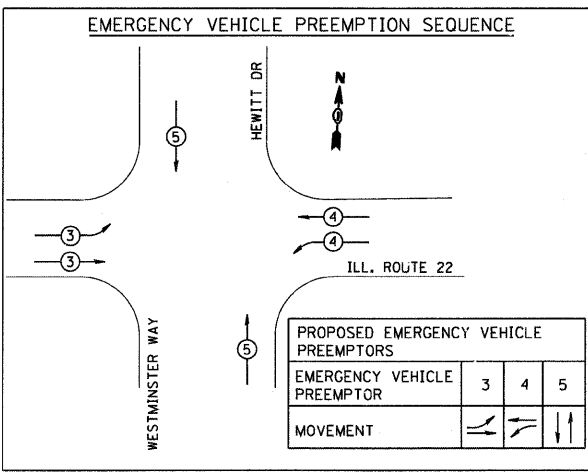 EMERGENCY VEHICLE PREEMPTION SEQUENCE
HEWITT DR
N
5
3
3
4
4
ILL. ROUTE 22
WESTMINSTER WAY
5
PROPOSED EMERGENCY VEHICLE
PREEMPTORS
EMERGENCY VEHICLE
PREEMPTOR
3 4 5
MOVEMENT